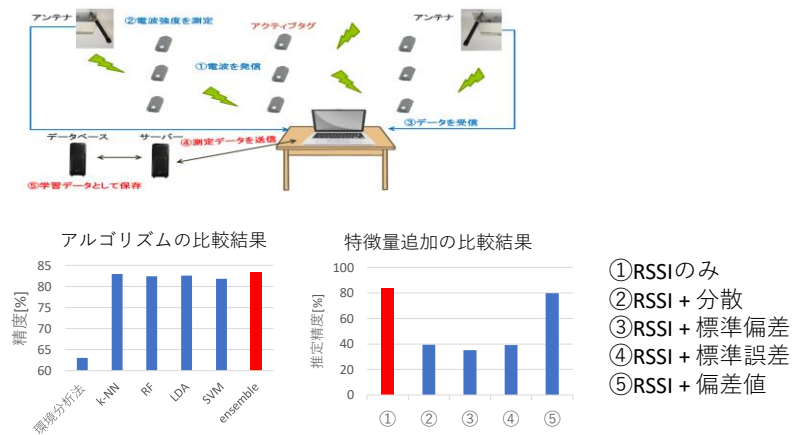 アンテナ
②電波強度を測定
アクティブタグ
アンテナ
①電波を発信
③データを受信
データベース サーバー
④測定データを送信
⑤学習データとして保存
アルゴリズムの比較結果
精度[%]
85
80
75
70
65
60
環境分析法 k-NN RF LDA SVM ensemble
特徴量追加の比較結果
推定精度[%]
100
80
60
40
20
0
① ② ③ ④ ⑤
①RSSIのみ
②RSSI + 分散
③RSSI + 標準偏差
④RSSI + 標準誤差
⑤RSSI + 偏差値